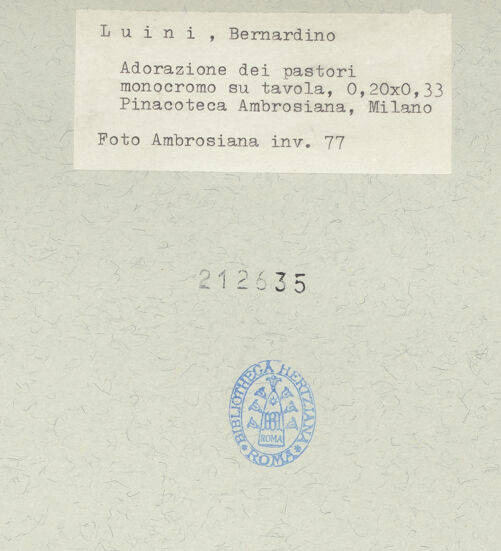 Luini, Bernardino
Adorazione dei pastori
monocromo su tavola, 0,20x0,33
Pinacoteca Ambrosiana, Milano
Foto Ambrosiana inv. 77
212635
BIBLIOTHECA HERTZIANA
ROMA
ROMA